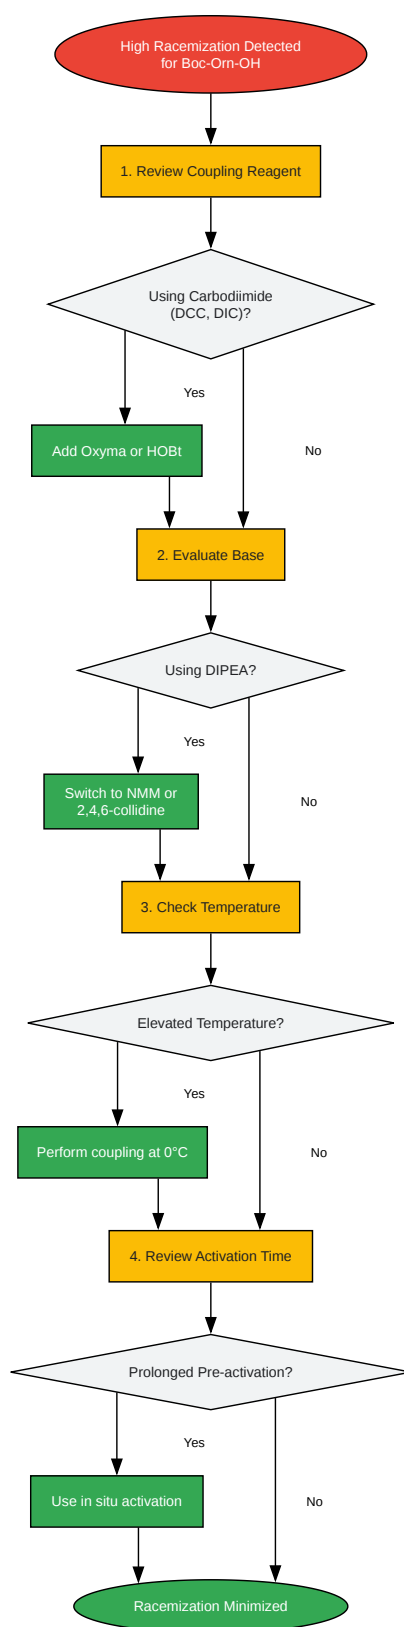 High Racemization Detected
for Boc-Orn-OH
1. Review Coupling Reagent
Using Carbodiimide
(DCC, DIC)?
Yes
Add Oxyma or HOBt
No
2. Evaluate Base
Using DIPEA?
Yes
Switch to NMM or
2,4,6-collidine
No
3. Check Temperature
Elevated Temperature?
Yes
Perform coupling at 0°C
No
4. Review Activation Time
Prolonged Pre-activation?
Yes
Use in situ activation
No
Racemization Minimized